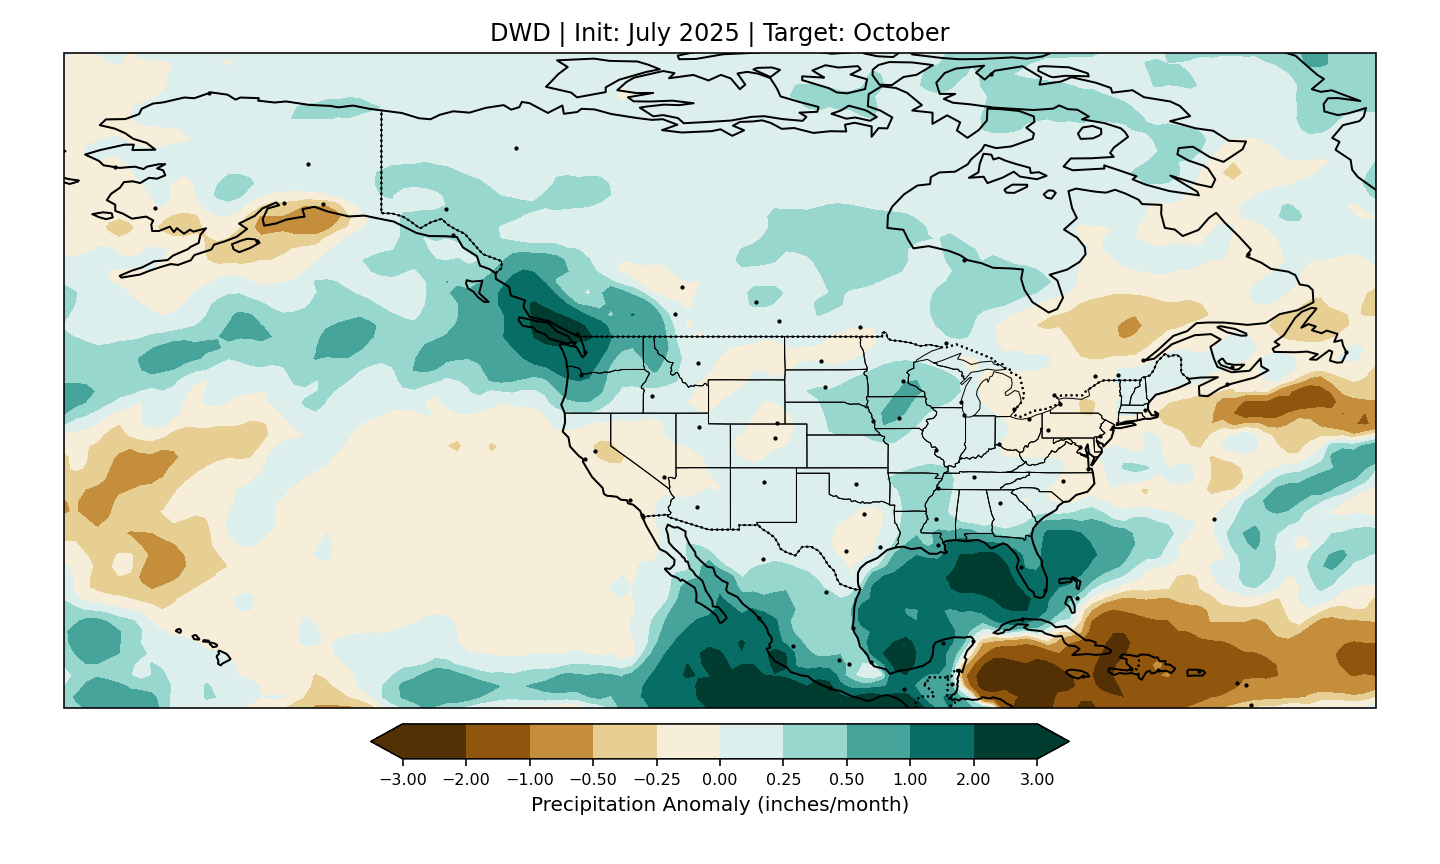 DWD | Init: July 2025 | Target: October
−3.00 −2.00 −1.00 −0.50 −0.25 0.00 0.25 0.50 1.00 2.00 3.00
Precipitation Anomaly (inches/month)